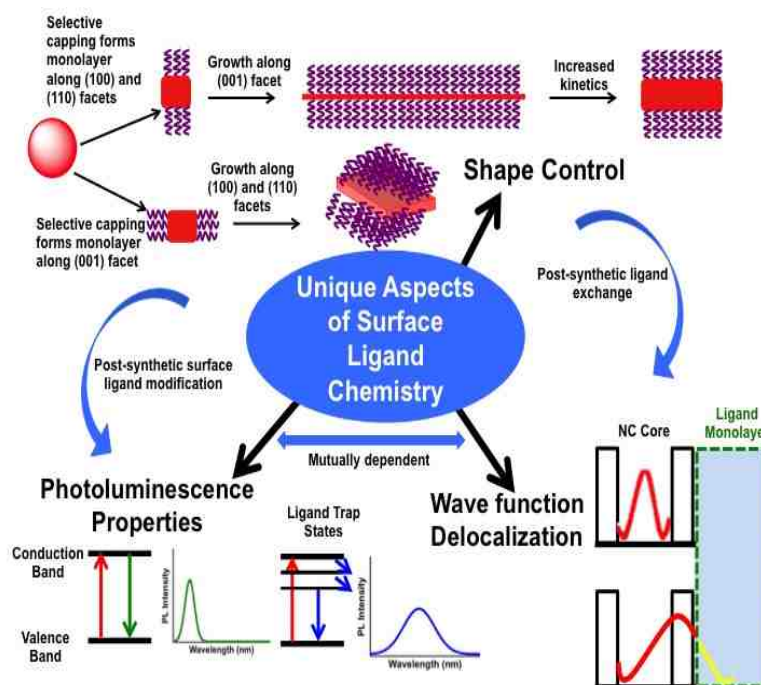 Selective
capping forms
monolayer
along (100) and
(110) facets
Growth along
(001) facet
Increased
kinetics
Growth along
(100) and (110)
facets
Shape Control
Selective capping
forms monolayer
along (001) facet
Post-synthetic ligand
exchange
Unique Aspects
of Surface
Ligand
Chemistry
Post-synthetic surface
ligand modification
Mutually dependent
NC Core
Ligand
Monolaye
Photoluminescence
Properties
Ligand Trap
States
Wave function
Delocalization
Conduction
Band
Valence
Band
PL Intensity
Wavelength (nm)
PL Intensity
Wavelength (nm)